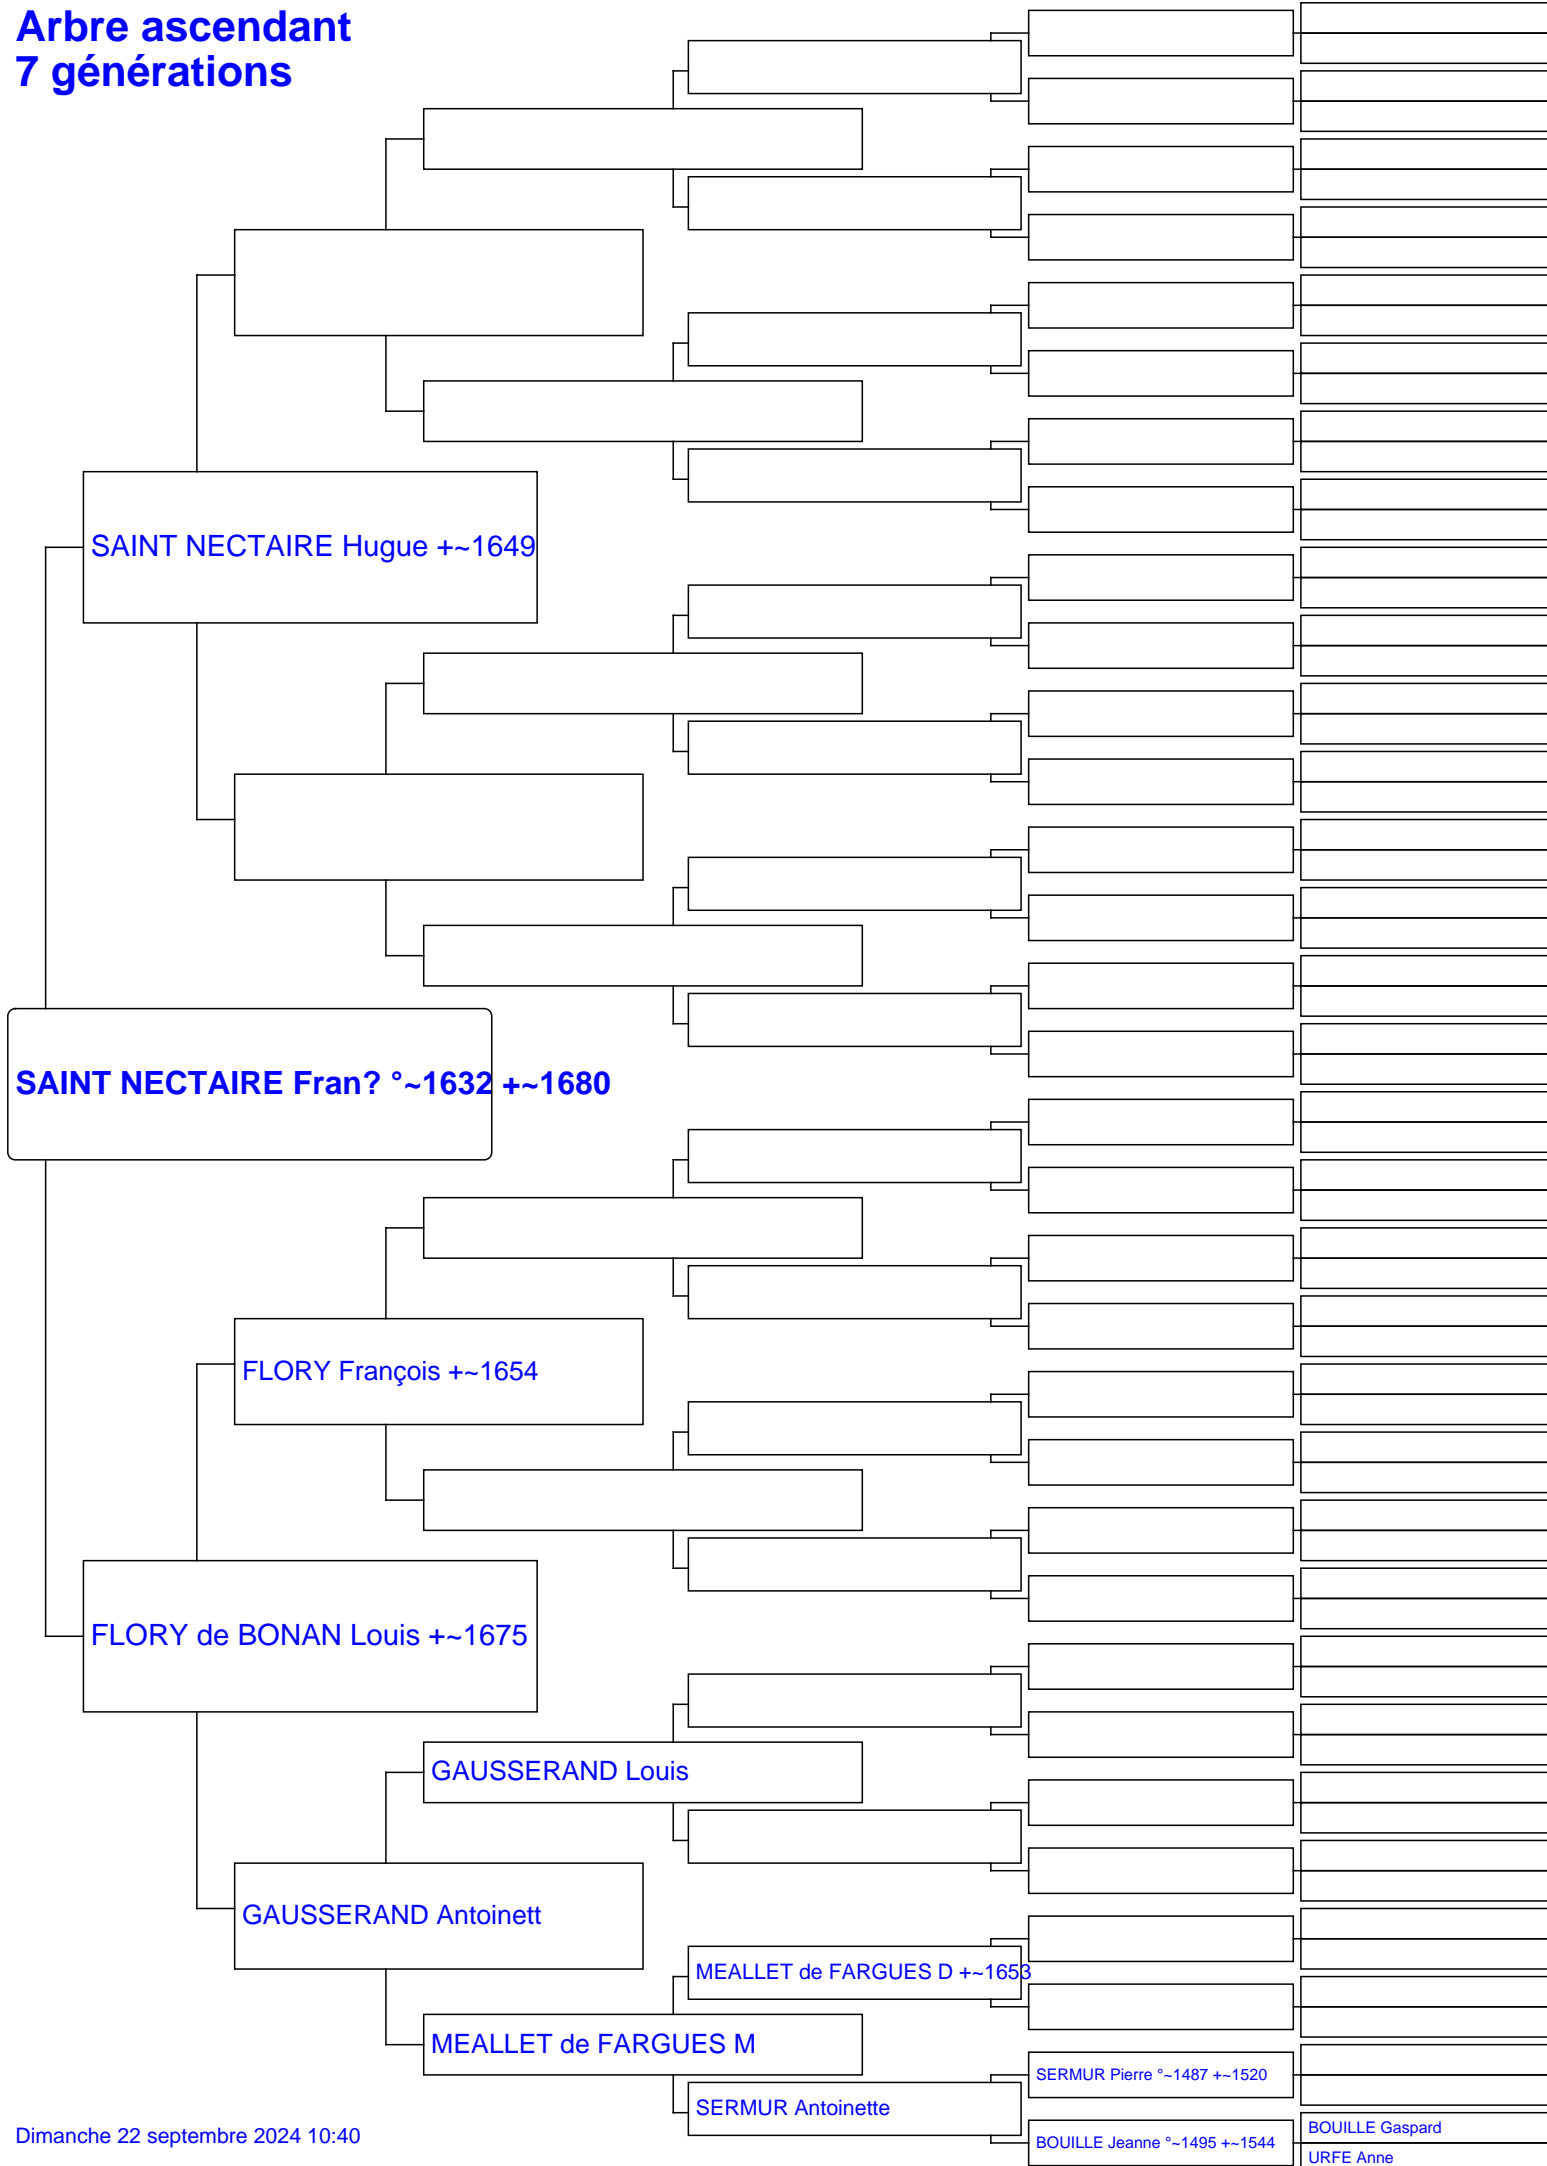 Arbre ascendant
7 générations
SAINT NECTAIRE Hugue +~1649
SAINT NECTAIRE Fran? °~1632 +~1680
FLORY François +~1654
FLORY de BONAN Louis +~1675
GAUSSERAND Louis
GAUSSERAND Antoinett
MEALLET de FARGUES D +~1653
MEALLET de FARGUES M
SERMUR Pierre °~1487 +~1520
SERMUR Antoinette
BOUILLE Gaspard
BOUILLE Jeanne °~1495 +~1544
URFE Anne
Dimanche 22 septembre 2024 10:40